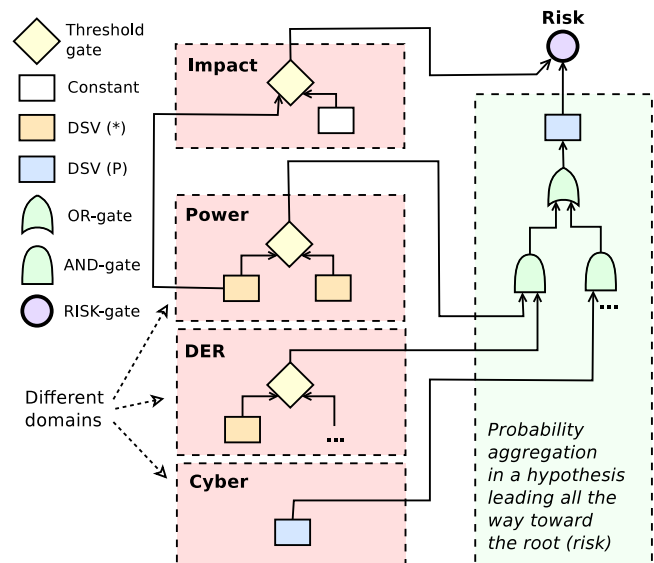 Threshold
gate
Constant
DSV (*)
DSV (P)
OR-gate
AND-gate
RISK-gate
Different
domains
Impact
Power
DER
...
Cyber
Risk
...
Probability
aggregation
in a hypothesis
leading all the
way toward
the root (risk)